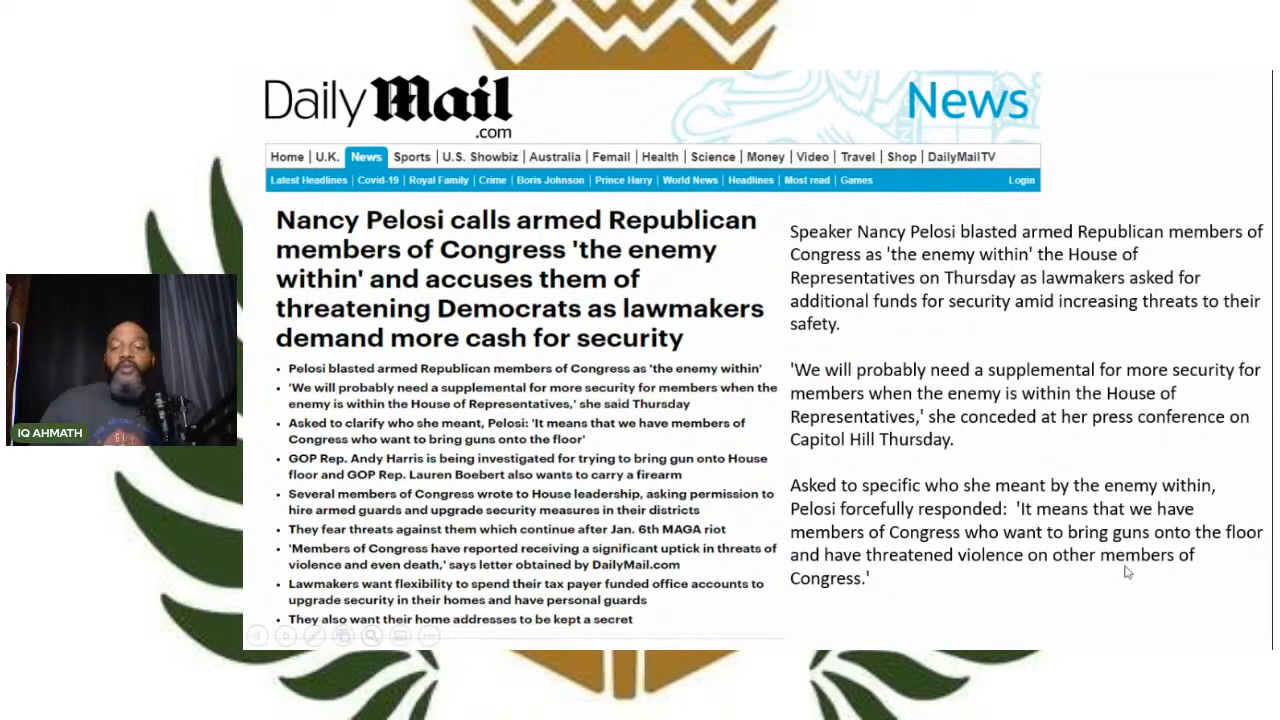 Daily Mail
.com
News
Home | U.K. | News | Sports | U.S. Showbiz | Australia | Femail | Health | Science | Money | Video | Travel | Shop | DailyMailTV
Latest Headlines | Covid-19 | Royal Family | Crime | Boris Johnson | Prince Harry | World News | Headlines | Most read | Games
Login
Nancy Pelosi calls armed Republican
members of Congress 'the enemy
within' and accuses them of
threatening Democrats as lawmakers
demand more cash for security
• Pelosi blasted armed Republican members of Congress as 'the enemy within'
• 'We will probably need a supplemental for more security for members when the
enemy is within the House of Representatives,' she said Thursday
• Asked to clarify who she meant, Pelosi: 'It means that we have members of
Congress who want to bring guns onto the floor'
• GOP Rep. Andy Harris is being investigated for trying to bring gun onto House
floor and GOP Rep. Lauren Boebert also wants to carry a firearm
• Several members of Congress wrote to House leadership, asking permission to
hire armed guards and upgrade security measures in their districts
• They fear threats against them which continue after Jan. 6th MAGA riot
• 'Members of Congress have reported receiving a significant uptick in threats of
violence and even death,' says letter obtained by DailyMail.com
• Lawmakers want flexibility to spend their tax payer funded office accounts to
upgrade security in their homes and have personal guards
• They also want their home addresses to be kept a secret
Speaker Nancy Pelosi blasted armed Republican members of
Congress as 'the enemy within' the House of
Representatives on Thursday as lawmakers asked for
additional funds for security amid increasing threats to their
safety.
'We will probably need a supplemental for more security for
members when the enemy is within the House of
Representatives,' she conceded at her press conference on
Capitol Hill Thursday.
Asked to specific who she meant by the enemy within,
Pelosi forcefully responded: 'It means that we have
members of Congress who want to bring guns onto the floor
and have threatened violence on other members of
Congress.'
IQ AHMATH